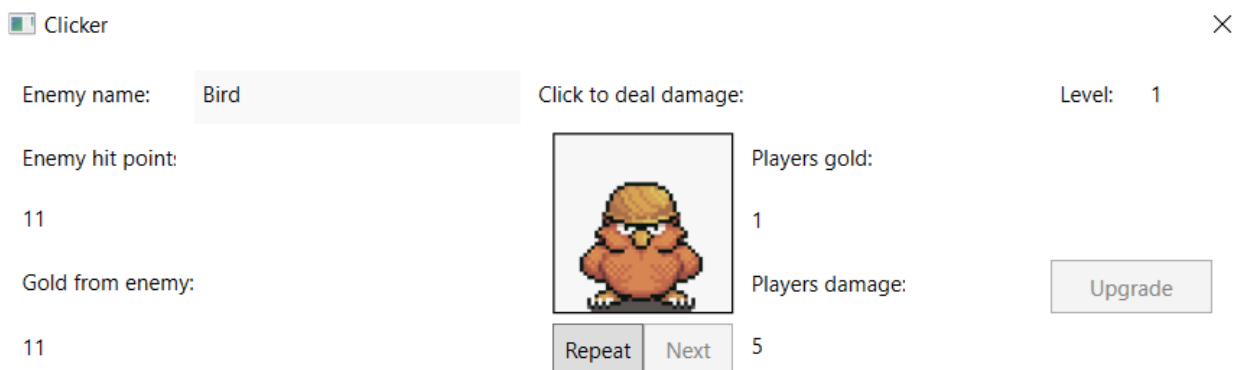 Clicker
Enemy name: Bird Click to deal damage: Level: 1
Enemy hit points Players gold:
11 1
Gold from enemy: Players damage: Upgrade
11 Repeat Next 5